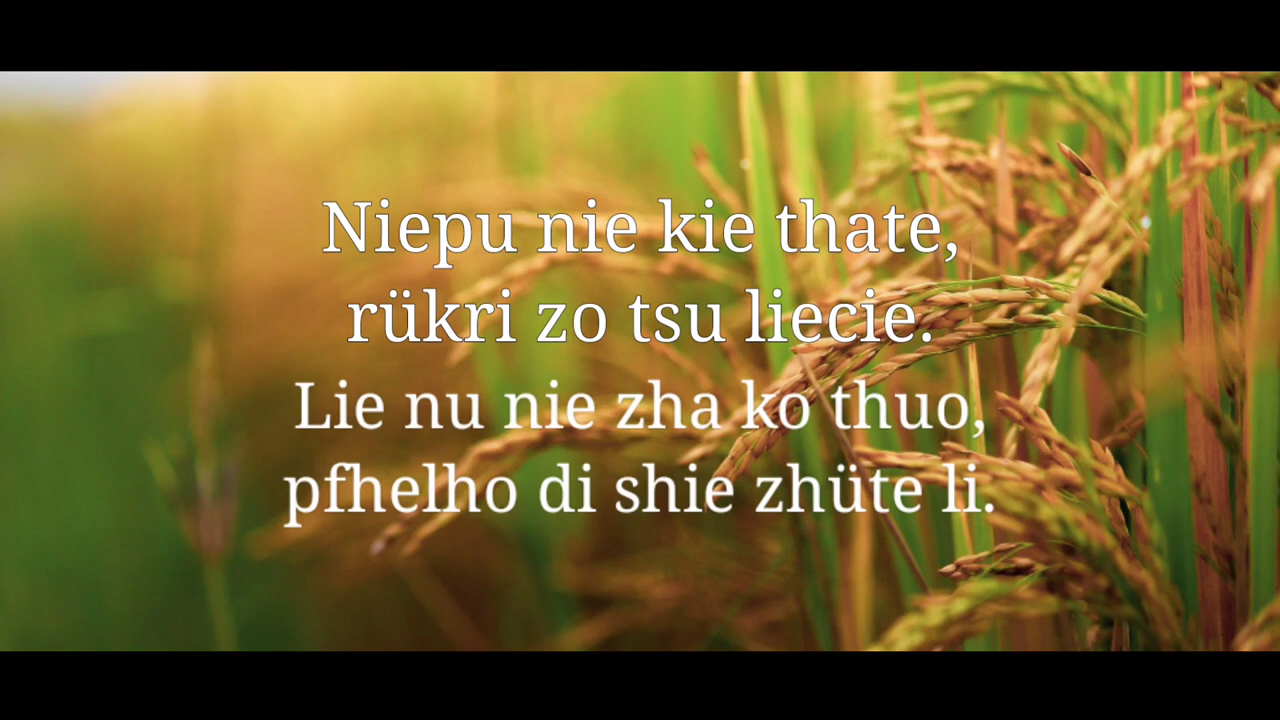 Niepu nie kie thate,
rükri zo tsu liecie.
Lie nu nie zha ko thuo,
pfhelho di shie zhüte li.